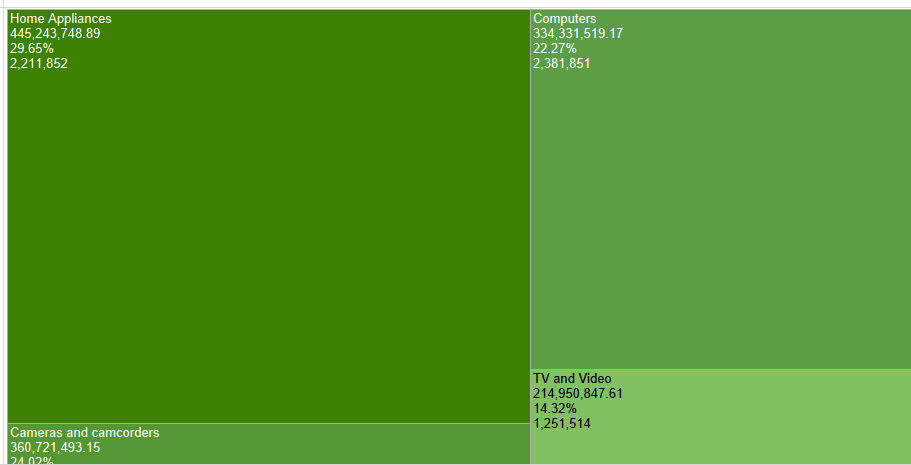 Home Appliances
445,243,748.89
29.65%
2,211,852
Computers
334,331,519.17
22.27%
2,381,851
TV and Video
214,950,847.61
14.32%
1,251,514
Cameras and camcorders
360,721,493.15
24.02%